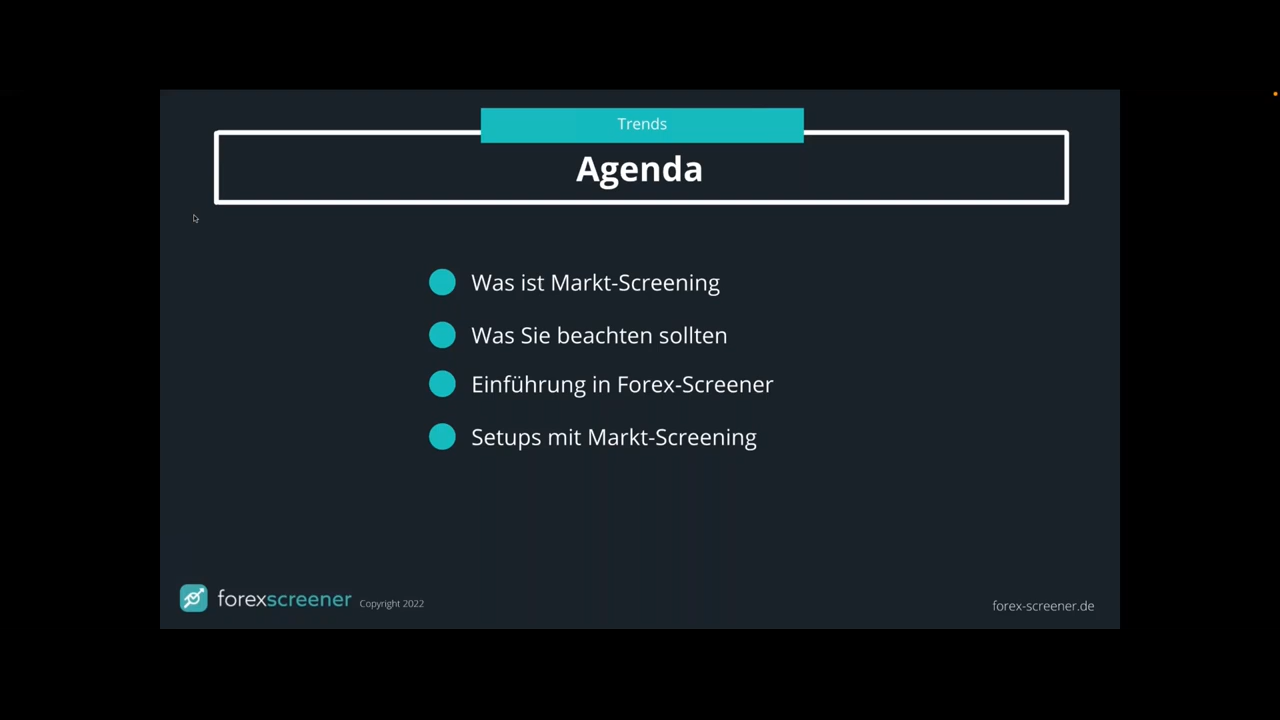 Trends
Agenda
Was ist Markt-Screening
Was Sie beachten sollten
Einführung in Forex-Screener
Setups mit Markt-Screening
forexscreener Copyright 2022
forex-screener.de